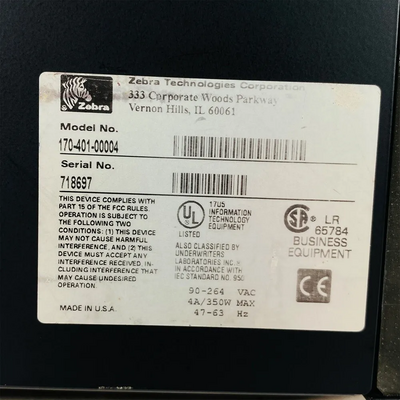 Zebra
Zebra Technologies Corporation
333 Corporate Woods Parkway
Vernon Hills, IL 60061
Model No.
170-401-00004
Serial No.
718697
THIS DEVICE COMPLIES WITH
PART 15 OF THE FCC RULES
OPERATION IS SUBJECT TO
THE FOLLOWING TWO
CONDITIONS: (1) THIS DEVICE
MAY NOT CAUSE HARMFUL
INTERFERENCE, AND (2) THIS
DEVICE MUST ACCEPT ANY
INTERFERENCE RECEIVED, IN-
CLUDING INTERFERENCE THAT
MAY CAUSE UNDESIRED
OPERATION.
MADE IN U.S.A.
UL
LISTED
17U5
INFORMATION
TECHNOLOGY
EQUIPMENT
ALSO CLASSIFIED BY
UNDERWRITERS
LABORATORIES INC.®
IN ACCORDANCE WITH
IEC STANDARD NO. 950
LR
65784
BUSINESS
EQUIPMENT
CE
90-264 VAC
4A/350W MAX
47-63 Hz